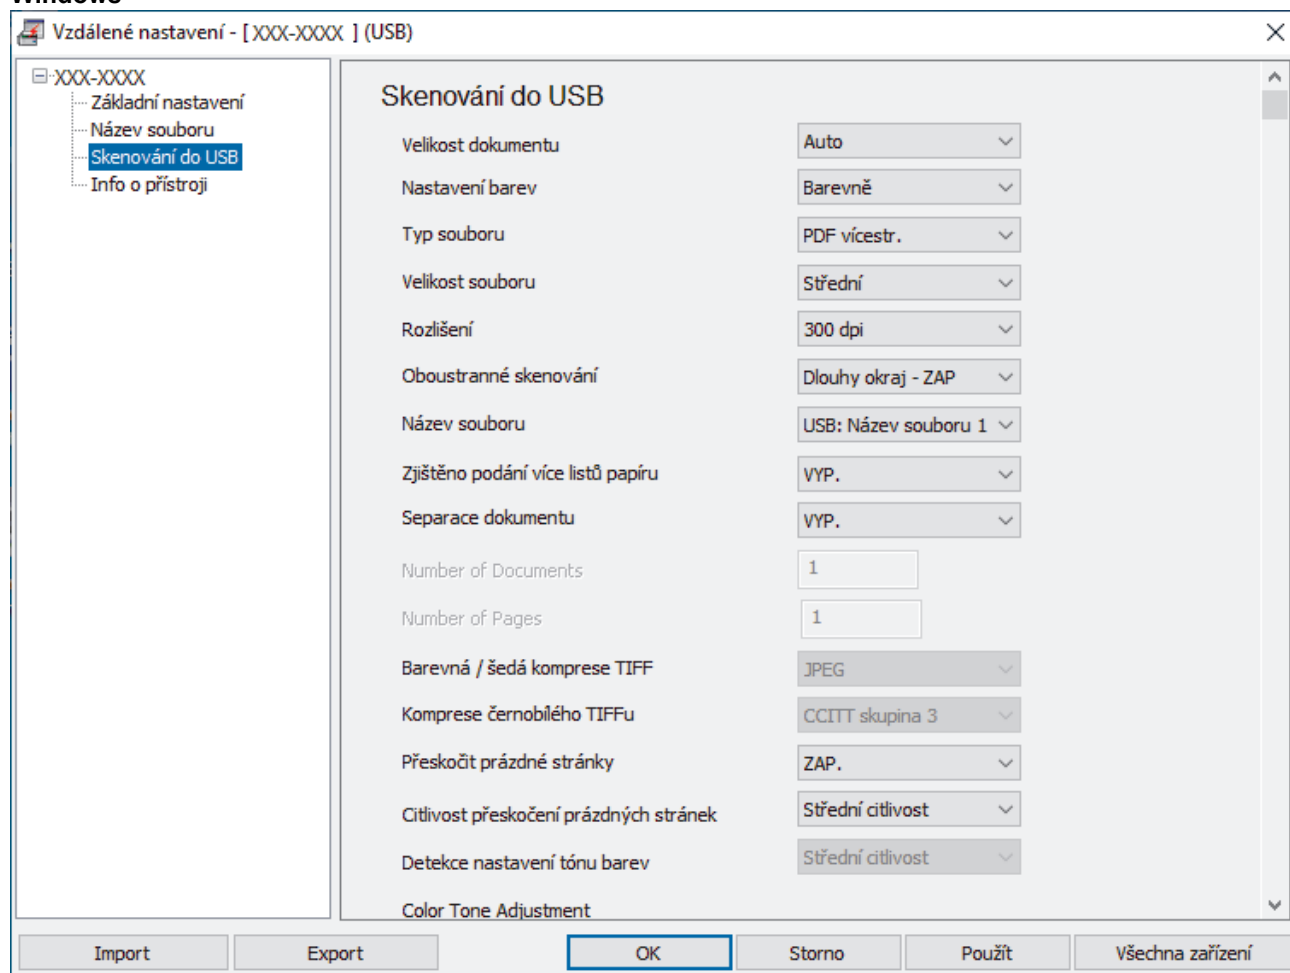 Windows
Vzdálené nastavení - [ XXX-XXXX ] (USB)
XXX-XXXX
Základní nastavení
Název souboru
Skenování do USB
Info o přístroji
Skenování do USB
Velikost dokumentu Auto
Nastavení barev Barevně
Typ souboru PDF vícestr.
Velikost souboru Střední
Rozlišení 300 dpi
Oboustranné skenování Dlouhy okraj - ZAP
Název souboru USB: Název souboru 1
Zjištěno podání více listů papíru VYP.
Separace dokumentu VYP.
Number of Documents 1
Number of Pages 1
Barevná / šedá komprese TIFF JPEG
Komprese černobílého TIFFu CCITT skupina 3
Přeskočit prázdné stránky ZAP.
Citlivost přeskočení prázdných stránek Střední citlivost
Detekce nastavení tónu barev Střední citlivost
Color Tone Adjustment
Import Export OK Storno Použít Všechna zařízení